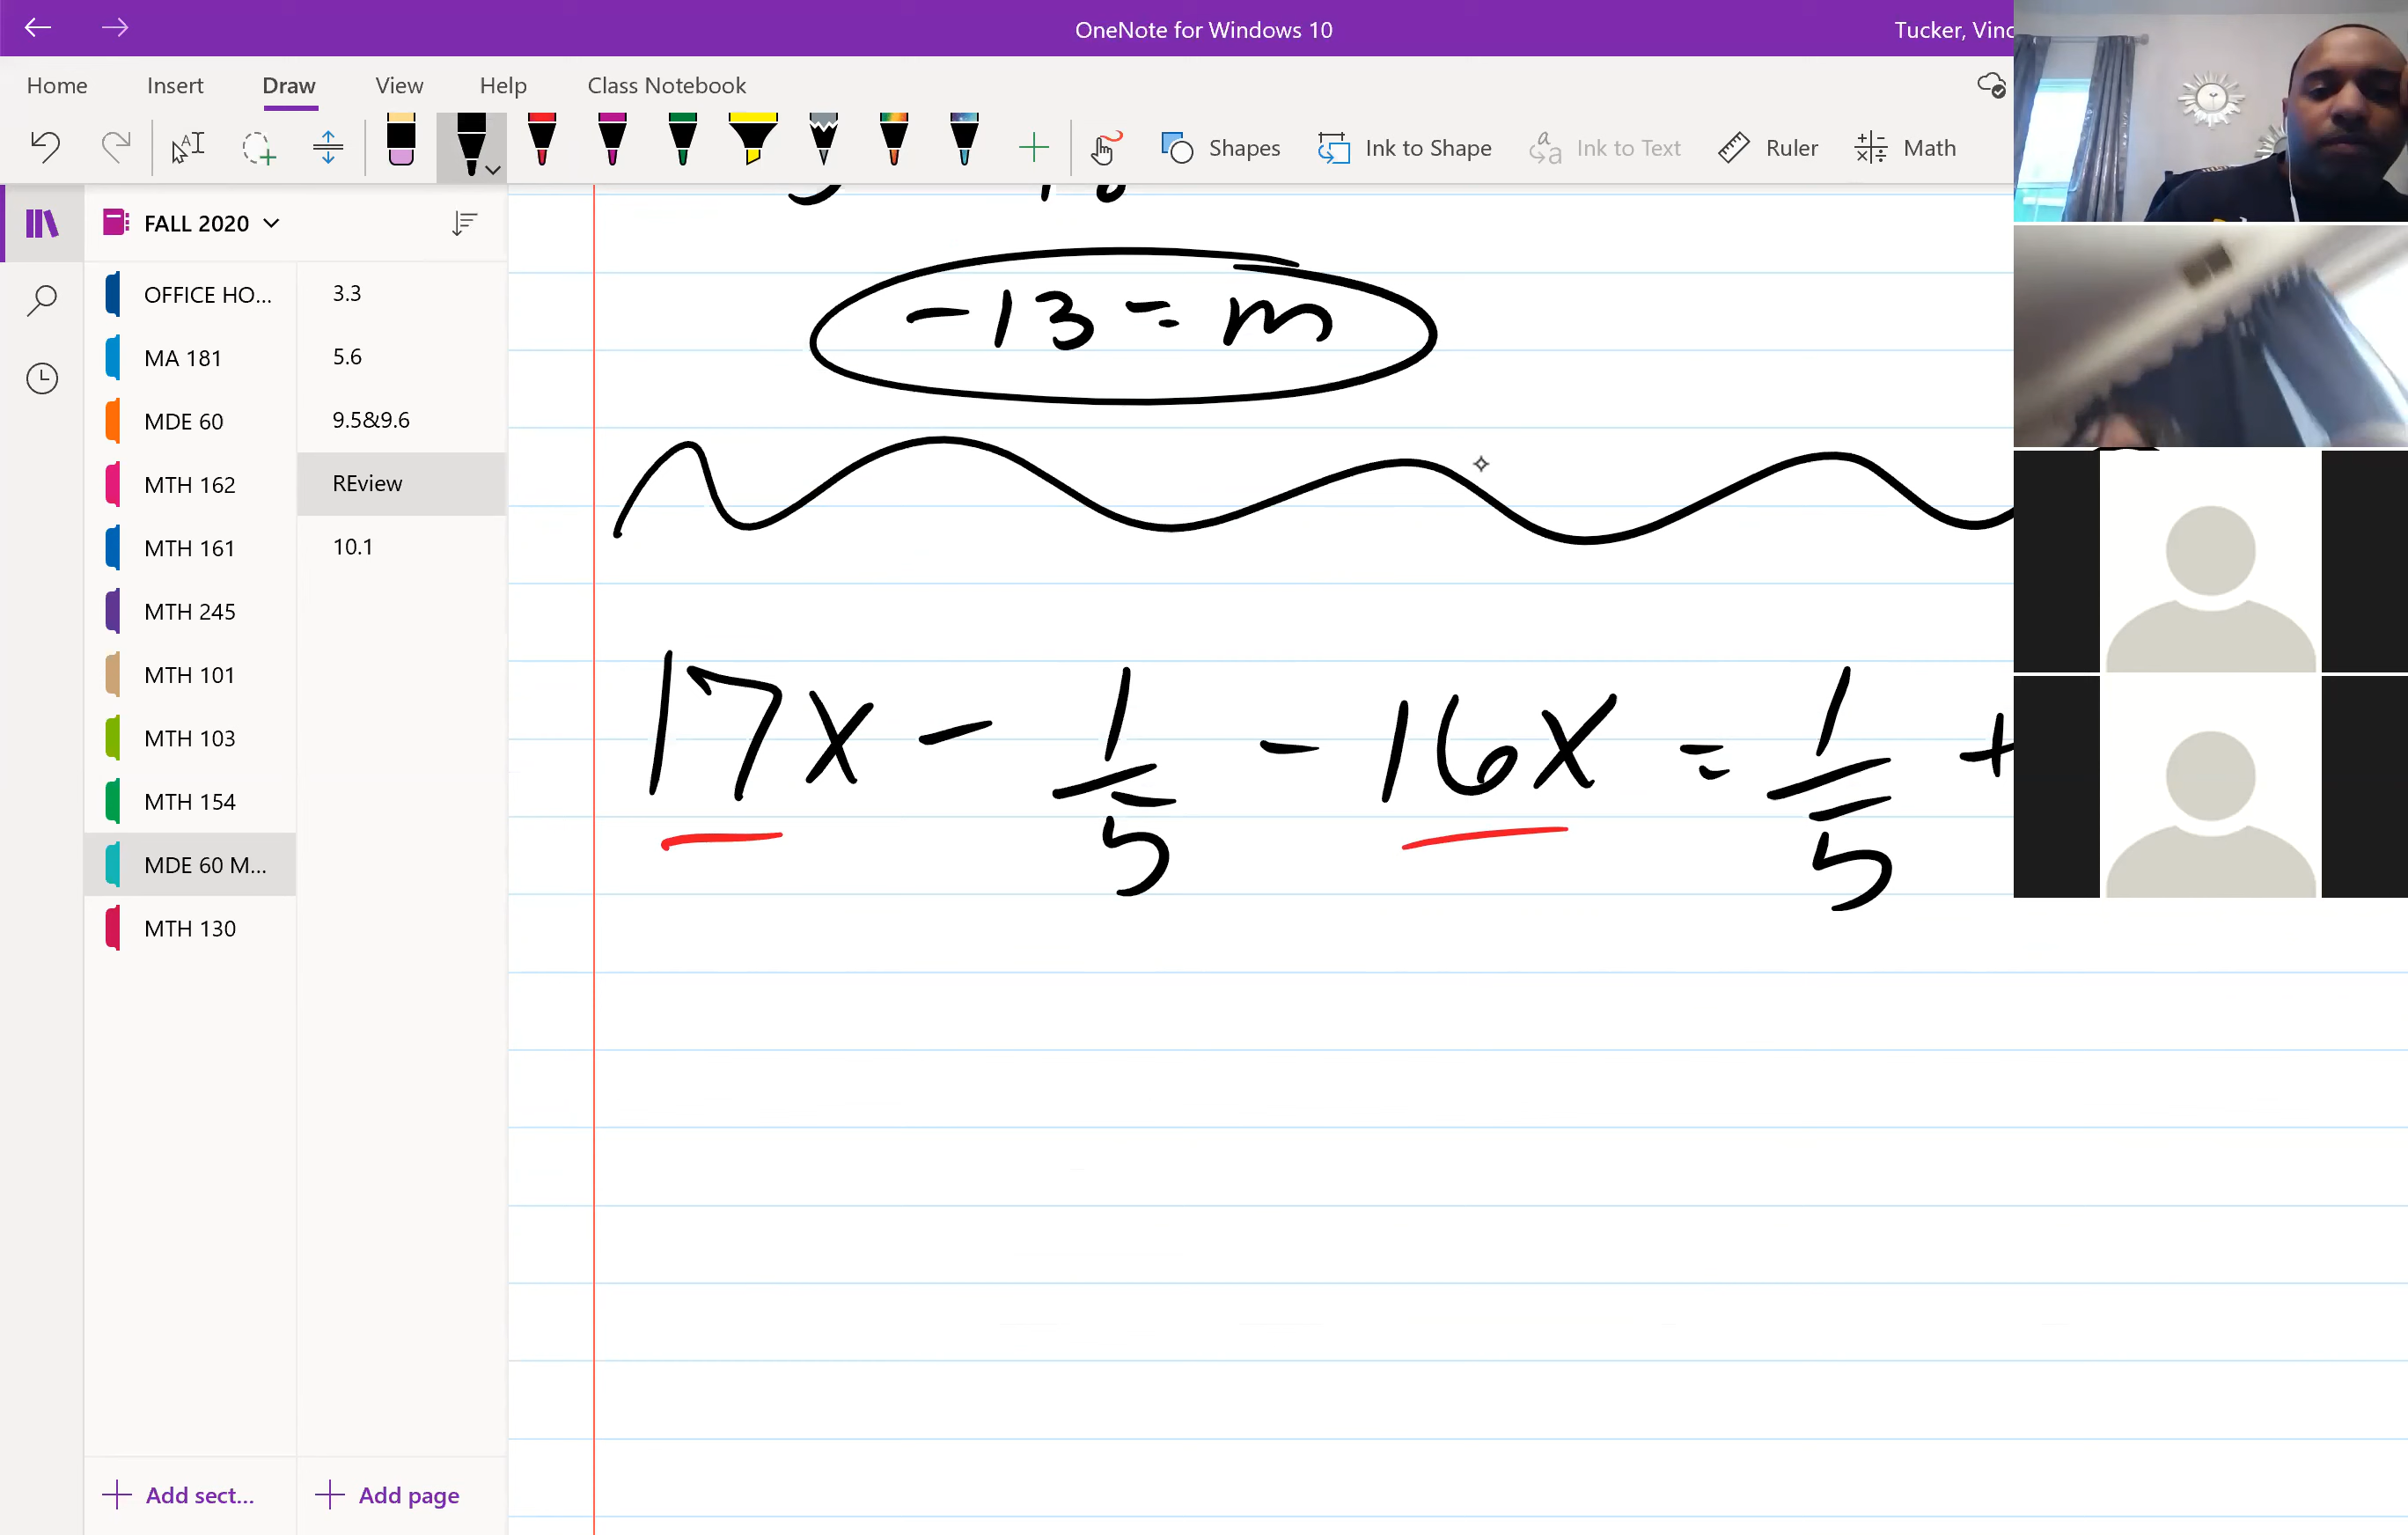 OneNote for Windows 10
Tucker, Vinc
Home Insert Draw View Help Class Notebook
Shapes Ink to Shape Ink to Text Ruler Math
FALL 2020
OFFICE HO...
MA 181
MDE 60
MTH 162
MTH 161
MTH 245
MTH 101
MTH 103
MTH 154
MDE 60 M...
MTH 130
Add sect...
3.3
5.6
9.5&9.6
REview
10.1
Add page
-13 = m
17x - 1/5 - 16x = 1/5 +